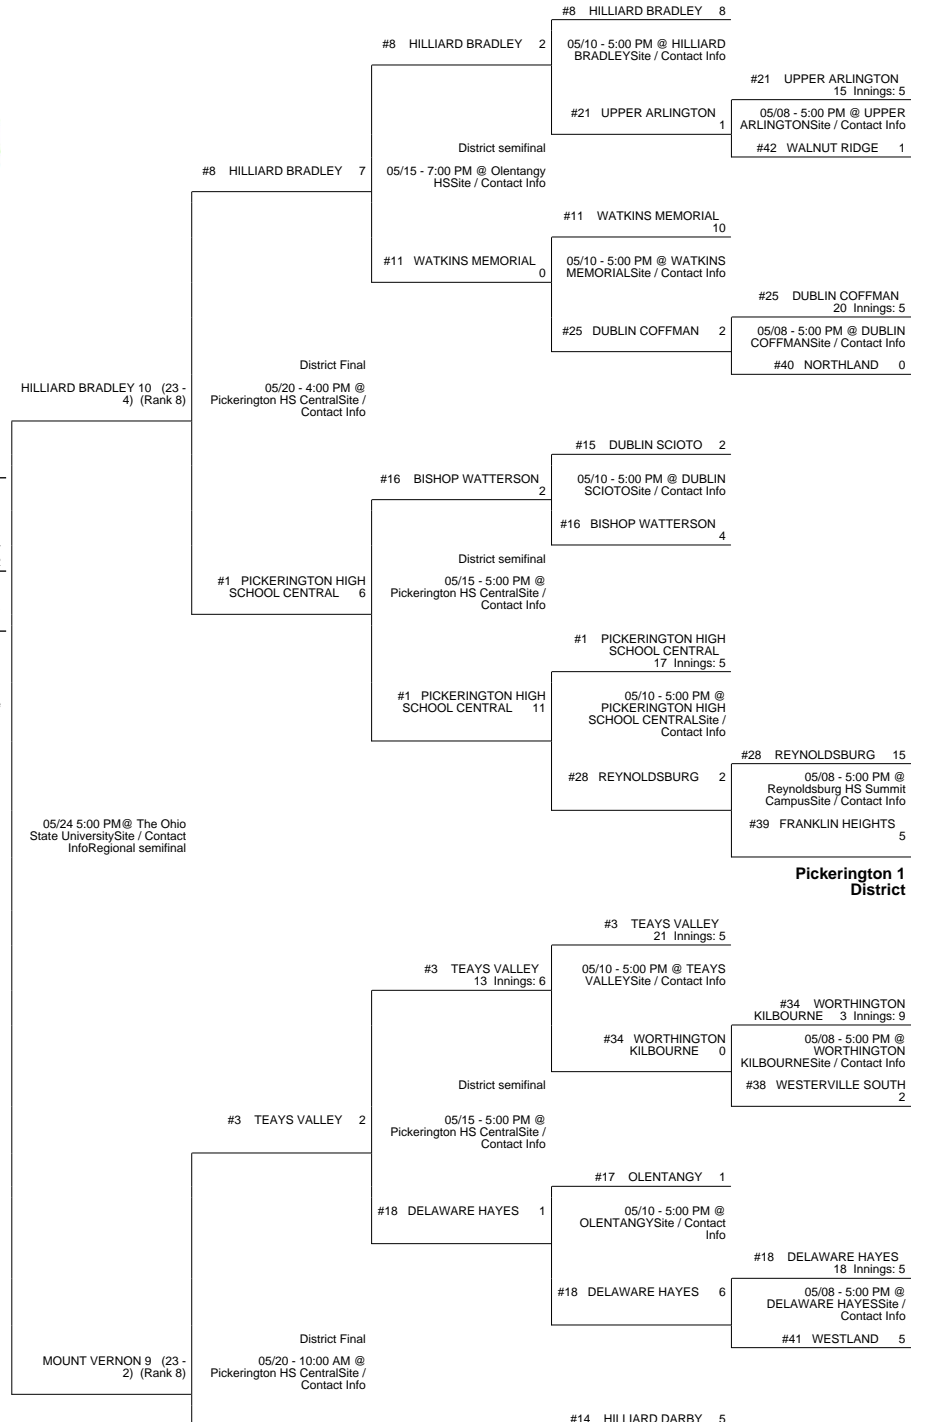 #8 HILLIARD BRADLEY 8
#8 HILLIARD BRADLEY 2
05/10 - 5:00 PM @ HILLIARD
BRADLEYSite / Contact Info
#21 UPPER ARLINGTON
15 Innings: 5
#21 UPPER ARLINGTON
1
05/08 - 5:00 PM @ UPPER
ARLINGTONSite / Contact Info
#42 WALNUT RIDGE 1
District semifinal
#8 HILLIARD BRADLEY 7
05/15 - 7:00 PM @ Olentangy
HSSite / Contact Info
#11 WATKINS MEMORIAL
10
#11 WATKINS MEMORIAL
0
05/10 - 5:00 PM @ WATKINS
MEMORIALSite / Contact Info
#25 DUBLIN COFFMAN
20 Innings: 5
#25 DUBLIN COFFMAN 2
05/08 - 5:00 PM @ DUBLIN
COFFMANSite / Contact Info
#40 NORTHLAND 0
District Final
HILLIARD BRADLEY 10 (23 -
4) (Rank 8)
05/20 - 4:00 PM @
Pickerington HS CentralSite /
Contact Info
#15 DUBLIN SCIOTO 2
#16 BISHOP WATTERSON
2
05/10 - 5:00 PM @ DUBLIN
SCIOTOSite / Contact Info
#16 BISHOP WATTERSON
4
District semifinal
#1 PICKERINGTON HIGH
SCHOOL CENTRAL 6
05/15 - 5:00 PM @
Pickerington HS CentralSite /
Contact Info
#1 PICKERINGTON HIGH
SCHOOL CENTRAL
17 Innings: 5
#1 PICKERINGTON HIGH
SCHOOL CENTRAL 11
05/10 - 5:00 PM @
PICKERINGTON HIGH
SCHOOL CENTRALSite /
Contact Info
#28 REYNOLDSBURG 15
#28 REYNOLDSBURG 2
05/08 - 5:00 PM @
Reynoldsburg HS Summit
CampusSite / Contact Info
#39 FRANKLIN HEIGHTS
5
05/24 5:00 PM@ The Ohio
State UniversitySite / Contact
InfoRegional semifinal
Pickerington 1
District
#3 TEAYS VALLEY
21 Innings: 5
#3 TEAYS VALLEY
13 Innings: 6
05/10 - 5:00 PM @ TEAYS
VALLEYSite / Contact Info
#34 WORTHINGTON
KILBOURNE 3 Innings: 9
#34 WORTHINGTON
KILBOURNE 0
05/08 - 5:00 PM @
WORTHINGTON
KILBOURNESite / Contact Info
#38 WESTERVILLE SOUTH
2
District semifinal
#3 TEAYS VALLEY 2
05/15 - 5:00 PM @
Pickerington HS CentralSite /
Contact Info
#17 OLENTANGY 1
#18 DELAWARE HAYES 1
05/10 - 5:00 PM @
OLENTANGYSite / Contact
Info
#18 DELAWARE HAYES
18 Innings: 5
#18 DELAWARE HAYES 6
05/08 - 5:00 PM @
DELAWARE HAYESSite /
Contact Info
#41 WESTLAND 5
District Final
MOUNT VERNON 9 (23 -
2) (Rank 8)
05/20 - 10:00 AM @
Pickerington HS CentralSite /
Contact Info
#14 HILLIARD DARBY 5